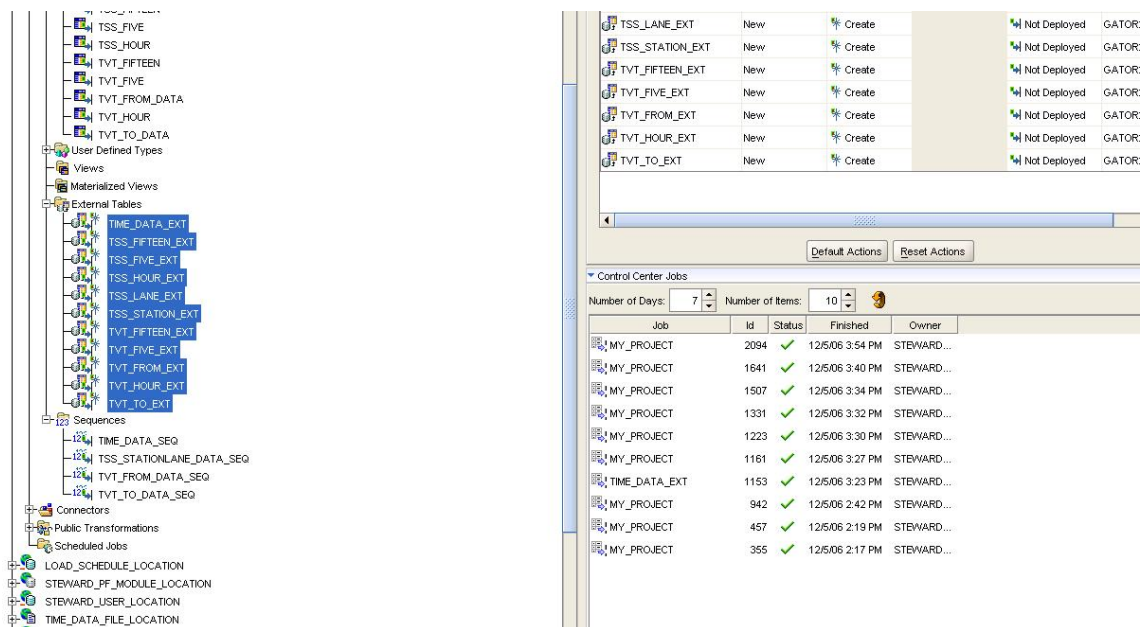 TSS_FIVE
TSS_HOUR
TVT_FIFTEEN
TVT_FIVE
TVT_FROM_DATA
TVT_HOUR
TVT_TO_DATA
User Defined Types
Views
Materialized Views
External Tables
TIME_DATA_EXT
TSS_FIFTEEN_EXT
TSS_FIVE_EXT
TSS_HOUR_EXT
TSS_LANE_EXT
TSS_STATION_EXT
TVT_FIFTEEN_EXT
TVT_FIVE_EXT
TVT_FROM_EXT
TVT_HOUR_EXT
TVT_TO_EXT
Sequences
TIME_DATA_SEQ
TSS_STATIONLANE_DATA_SEQ
TVT_FROM_DATA_SEQ
TVT_TO_DATA_SEQ
Connectors
Public Transformations
Scheduled Jobs
LOAD_SCHEDULE_LOCATION
STEWARD_PF_MODULE_LOCATION
STEWARD_USER_LOCATION
TIME_DATA_FILE_LOCATION
TSS_LANE_EXT New Create Not Deployed GATOR
TSS_STATION_EXT New Create Not Deployed GATOR
TVT_FIFTEEN_EXT New Create Not Deployed GATOR
TVT_FIVE_EXT New Create Not Deployed GATOR
TVT_FROM_EXT New Create Not Deployed GATOR
TVT_HOUR_EXT New Create Not Deployed GATOR
TVT_TO_EXT New Create Not Deployed GATOR
Default Actions Reset Actions
Control Center Jobs
Number of Days: 7 Number of Items: 10
Job Id Status Finished Owner
MY_PROJECT 2094 12/5/06 3:54 PM STEWARD...
MY_PROJECT 1641 12/5/06 3:40 PM STEWARD...
MY_PROJECT 1507 12/5/06 3:34 PM STEWARD...
MY_PROJECT 1331 12/5/06 3:32 PM STEWARD...
MY_PROJECT 1223 12/5/06 3:30 PM STEWARD...
MY_PROJECT 1161 12/5/06 3:27 PM STEWARD...
TIME_DATA_EXT 1153 12/5/06 3:23 PM STEWARD...
MY_PROJECT 942 12/5/06 2:42 PM STEWARD...
MY_PROJECT 457 12/5/06 2:19 PM STEWARD...
MY_PROJECT 355 12/5/06 2:17 PM STEWARD...